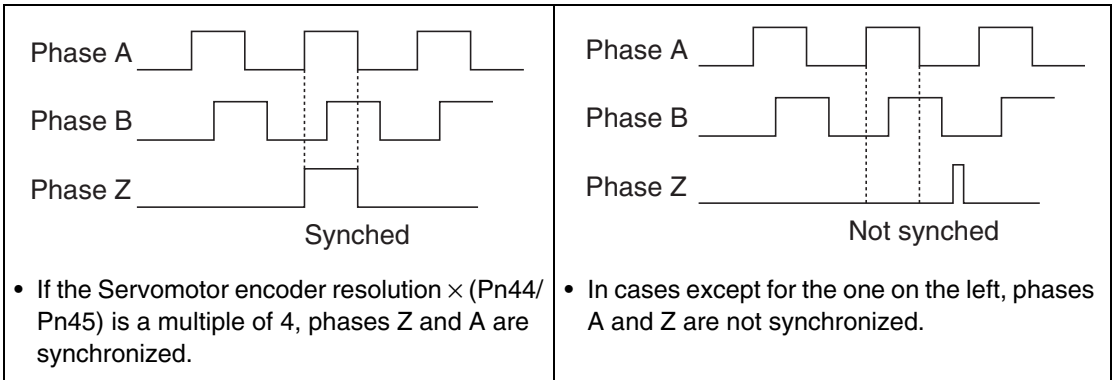 Phase A
Phase B
Phase Z
Synched
• If the Servomotor encoder resolution × (Pn44/
Pn45) is a multiple of 4, phases Z and A are
synchronized.
Phase A
Phase B
Phase Z
Not synched
• In cases except for the one on the left, phases
A and Z are not synchronized.